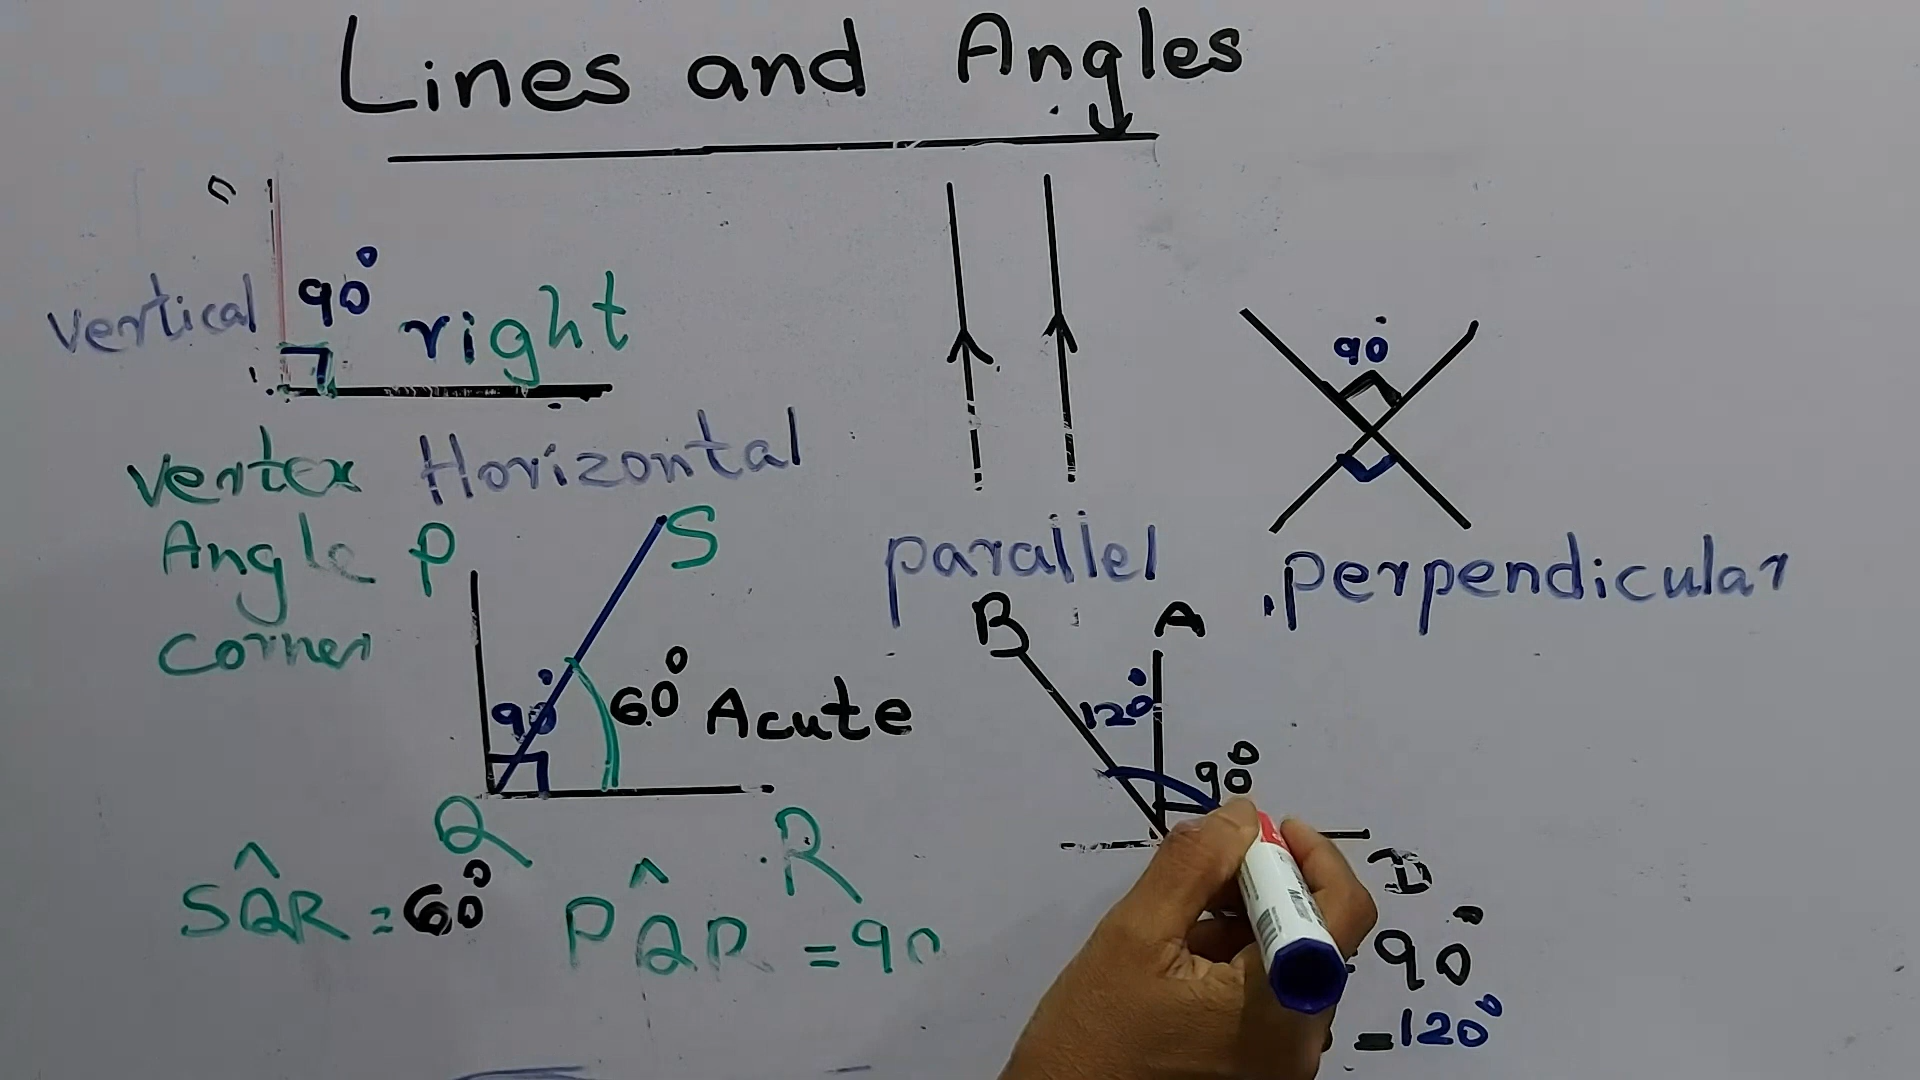 Lines and Angles
90°
vertical
right
vertex
Horizontal
Angle
corner
P
S
90°
60°
Acute
Q
R
SQ̂R = 60°
PQ̂R = 90
parallel
90°
perpendicular
B
A
120°
90°
D
90°
= 120°